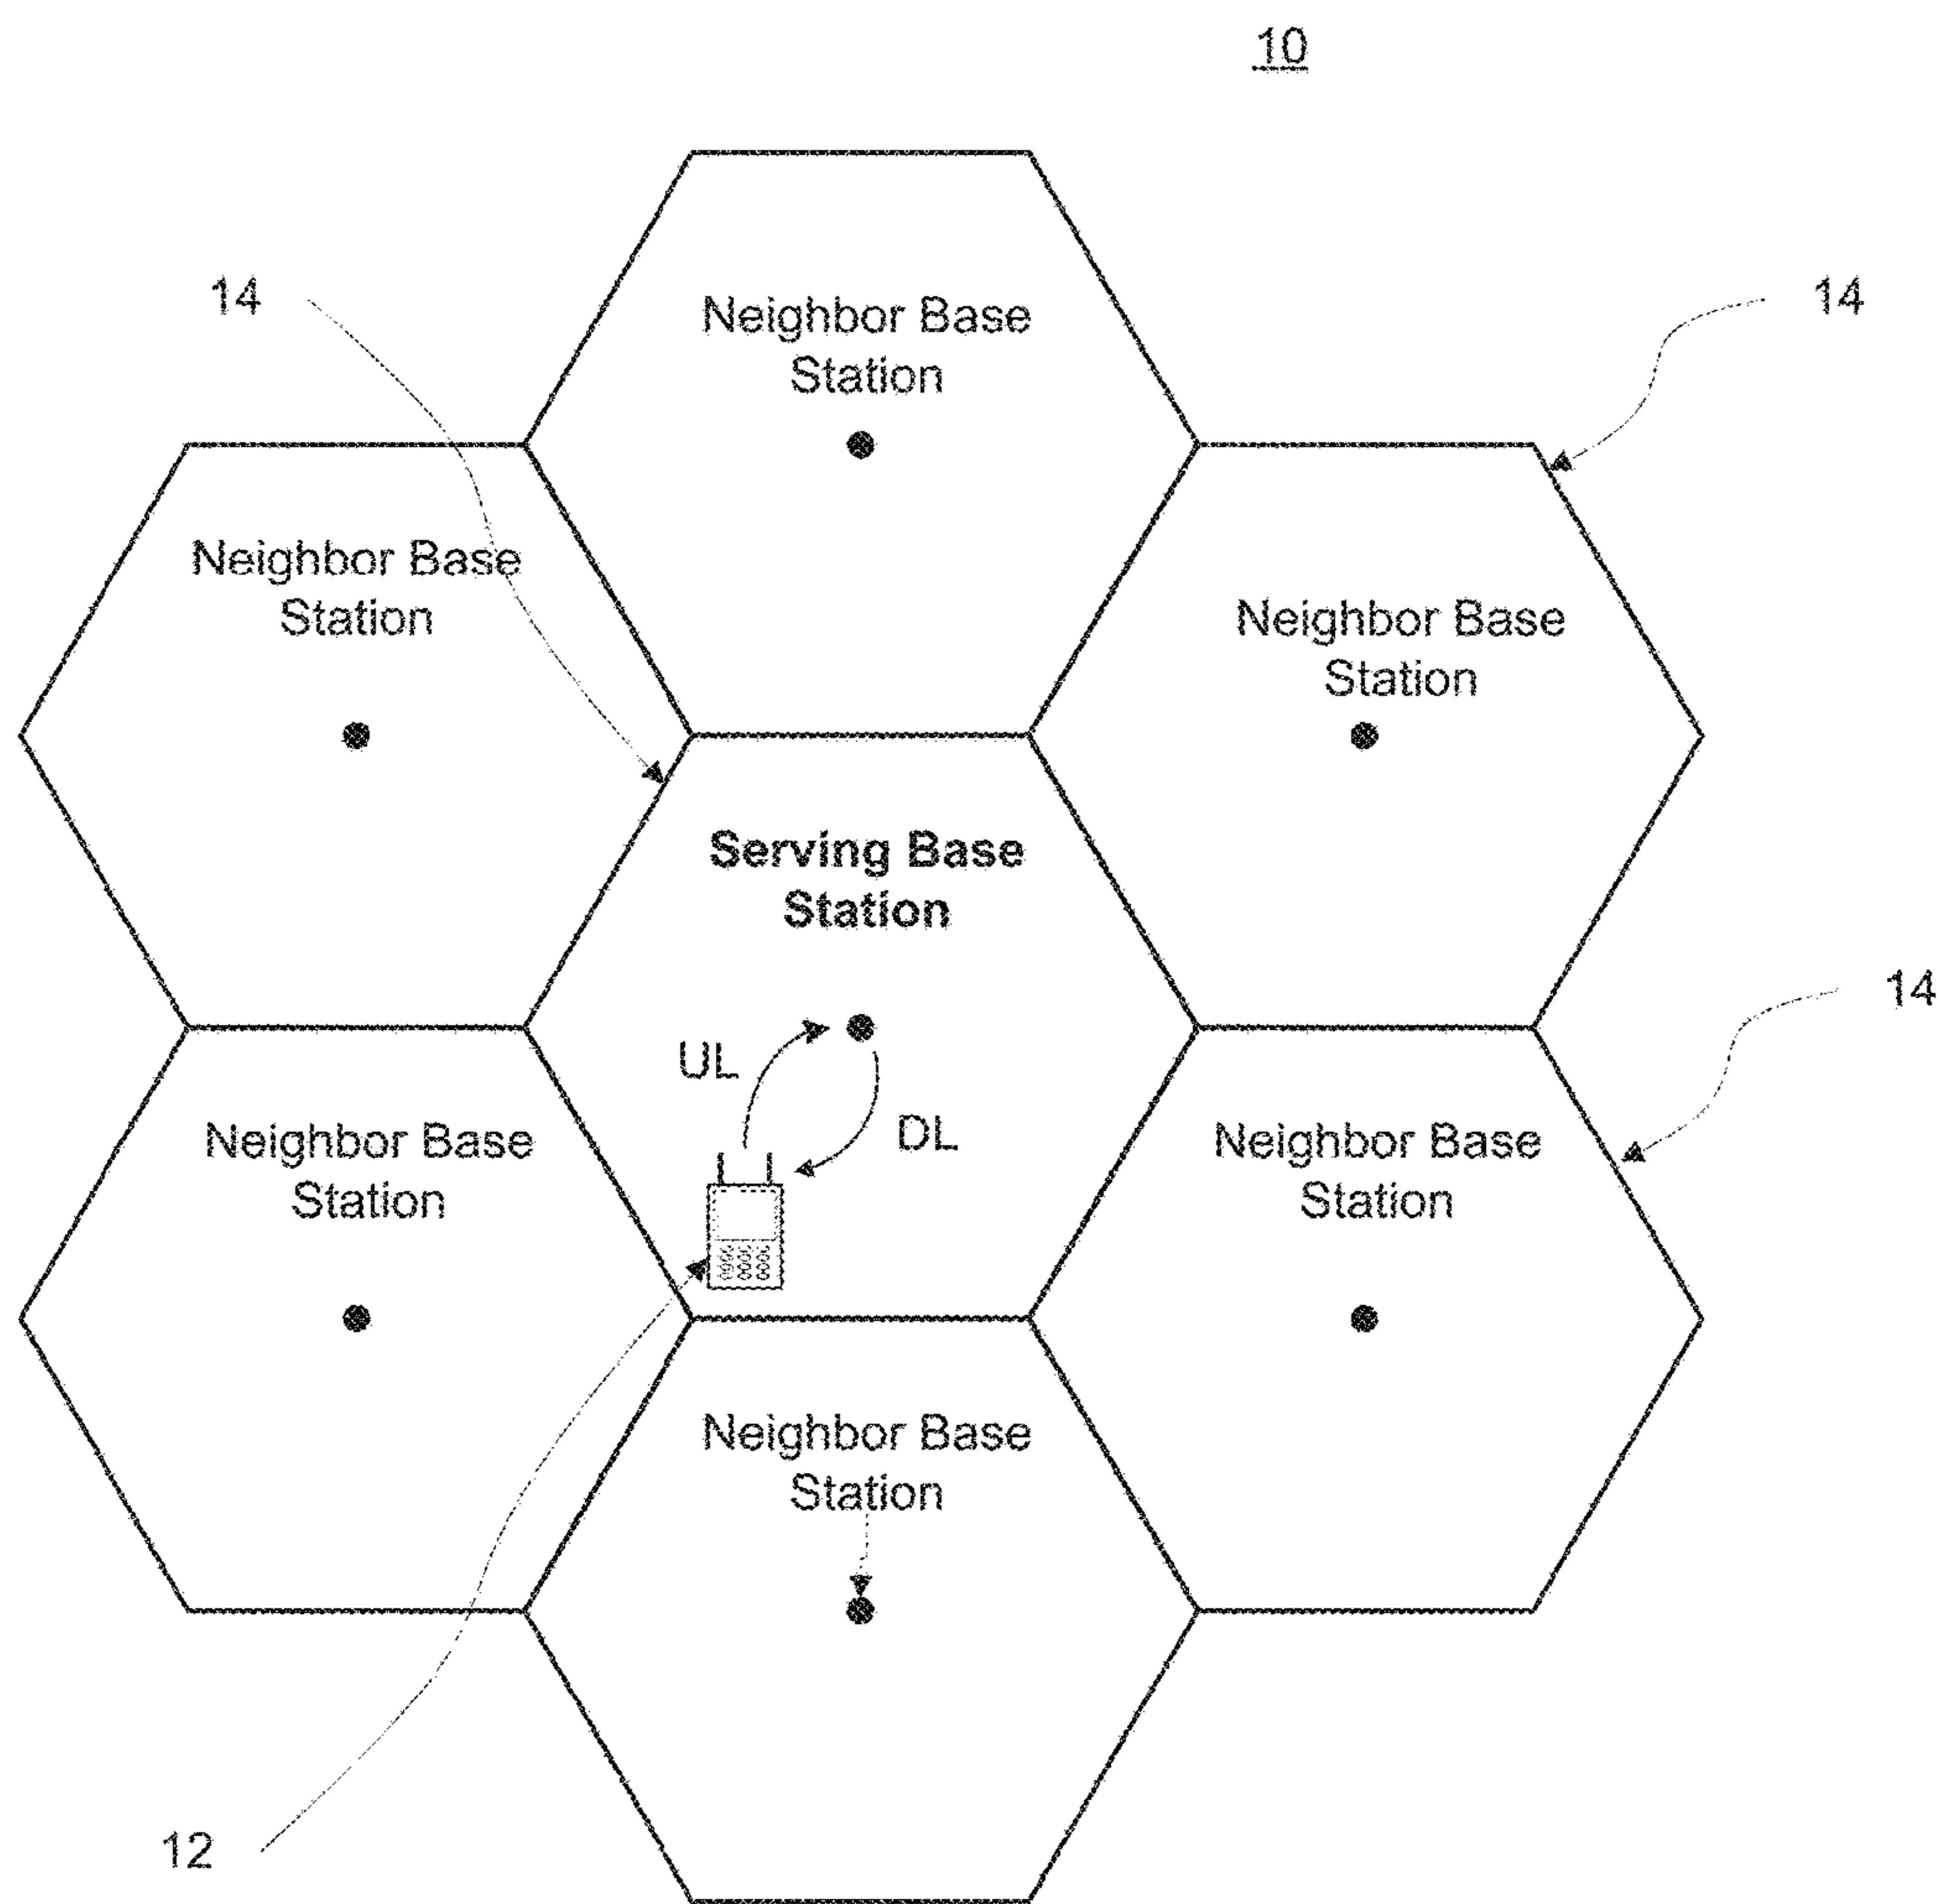 10
14
14
Neighbor Base
Station
Neighbor Base
Station
Neighbor Base
Station
Serving Base
Station
14
UL
DL
Neighbor Base
Station
Neighbor Base
Station
Neighbor Base
Station
12